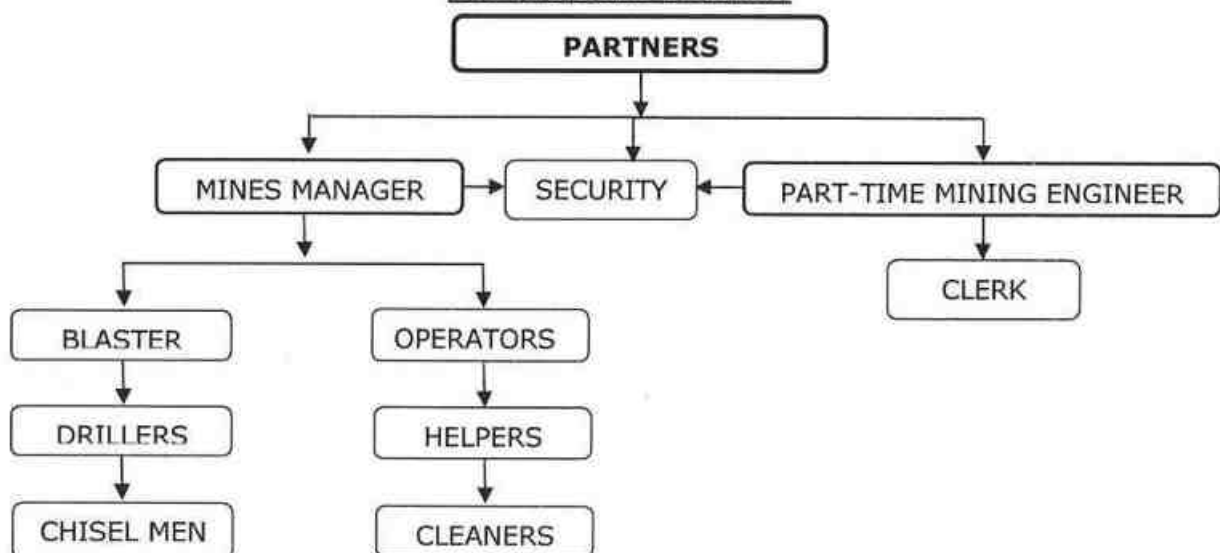 PARTNERS
MINES MANAGER
SECURITY
PART-TIME MINING ENGINEER
CLERK
BLASTER
OPERATORS
DRILLERS
HELPERS
CHISEL MEN
CLEANERS